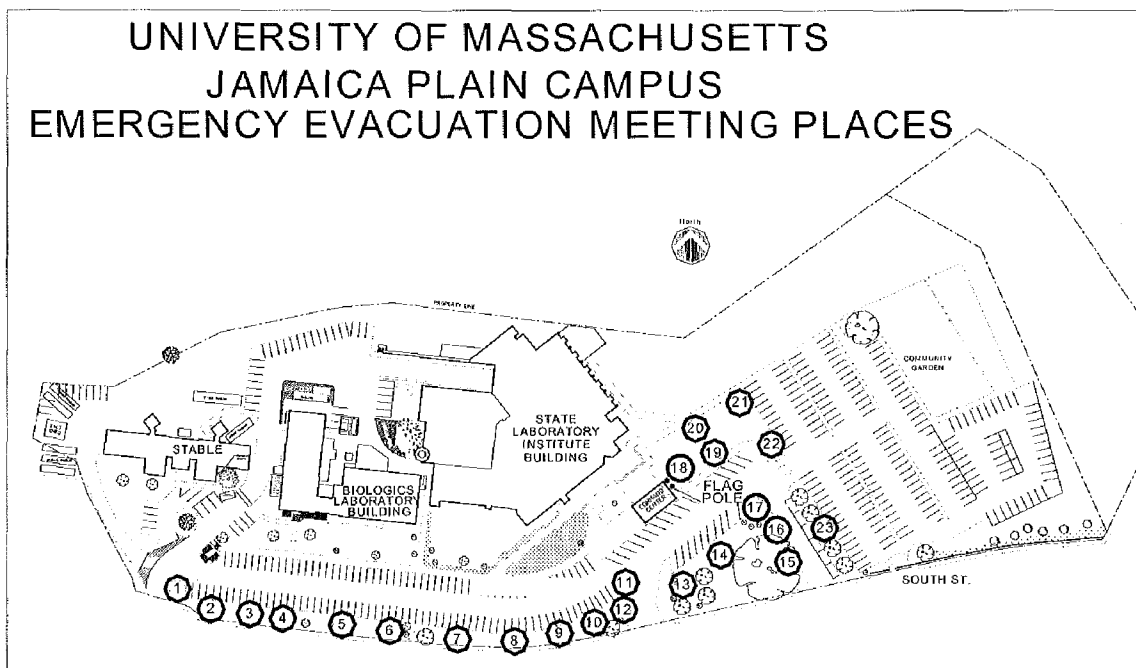 UNIVERSITY OF MASSACHUSETTS
JAMAICA PLAIN CAMPUS
EMERGENCY EVACUATION MEETING PLACES
North
PROPERTY LINE
COMMUNITY
GARDEN
STATE
LABORATORY
INSTITUTE
BUILDING
STABLE
BIOLOGICS
LABORATORY
BUILDING
FLAG
POLE
SOUTH ST.
21
20
22
19
18
17
16
23
15
14
13
11
12
10
9
8
7
6
5
4
3
2
1